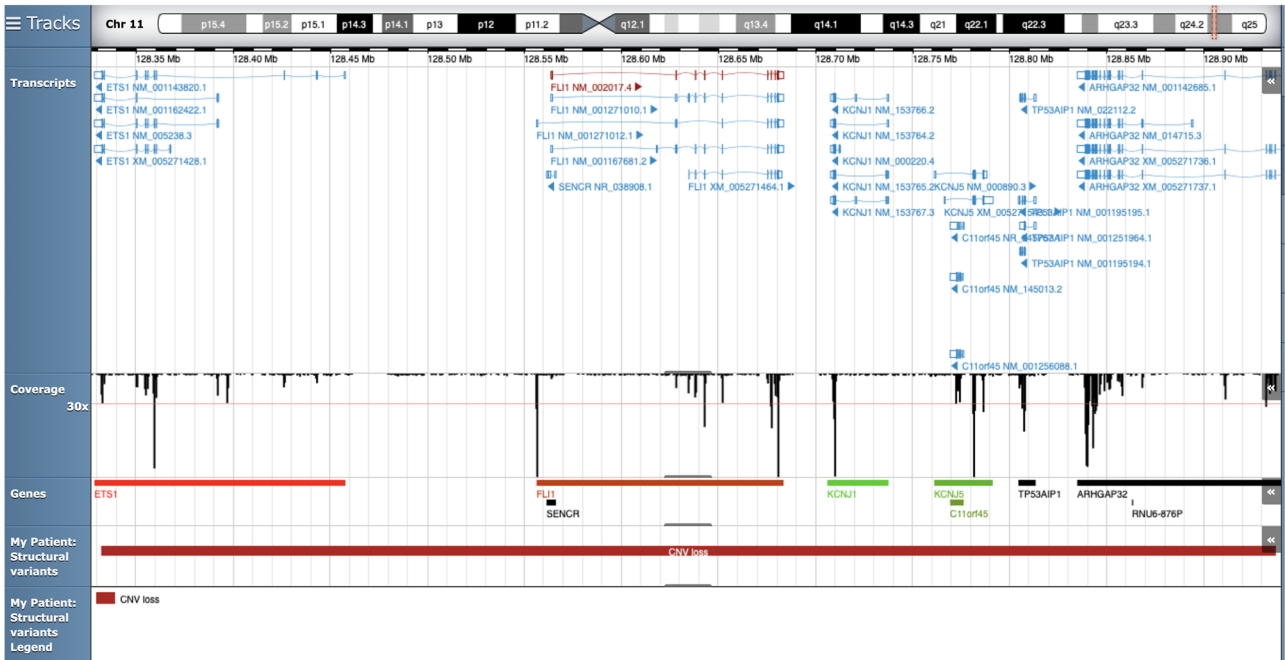 Tracks
Chr 11 p15.4 p15.2 p15.1 p14.3 p14.1 p13 p12 p11.2 q12.1 q13.4 q14.1 q14.3 q21 q22.1 q22.3 q23.3 q24.2 q25
128.35 Mb 128.40 Mb 128.45 Mb 128.50 Mb 128.55 Mb 128.60 Mb 128.65 Mb 128.70 Mb 128.75 Mb 128.80 Mb 128.85 Mb 128.90 Mb
Transcripts
ETS1 NM_001143820.1 FLI1 NM_002017.4 ARHGAP32 NM_001142685.1
ETS1 NM_001162422.1 FLI1 NM_001271010.1 KCNJ1 NM_153766.2 TP53AIP1 NM_022112.2
ETS1 NM_005238.3 FLI1 NM_001271012.1 KCNJ1 NM_153764.2 ARHGAP32 NM_014715.3
ETS1 XM_005271428.1 FLI1 NM_001167681.2 KCNJ1 NM_000220.4 ARHGAP32 XM_005271736.1
SENCR NR_038908.1 FLI1 XM_005271464.1 KCNJ1 NM_153765.2 KCNJ5 NM_000890.3 ARHGAP32 XM_005271737.1
KCNJ1 NM_153767.3 KCNJ5 TP53AIP1 NM_001195195.1
C11orf45 TP53AIP1 NM_001251964.1
TP53AIP1 NM_001195194.1
C11orf45 NM_145013.2
C11orf45 NM_001256088.1
Coverage
30x
Genes
ETS1 FLI1 KCNJ1 KCNJ5 TP53AIP1 ARHGAP32
SENCR C11orf45 RNU6-876P
My Patient:
Structural
variants
CNV loss
My Patient:
Structural
variants
Legend
CNV loss